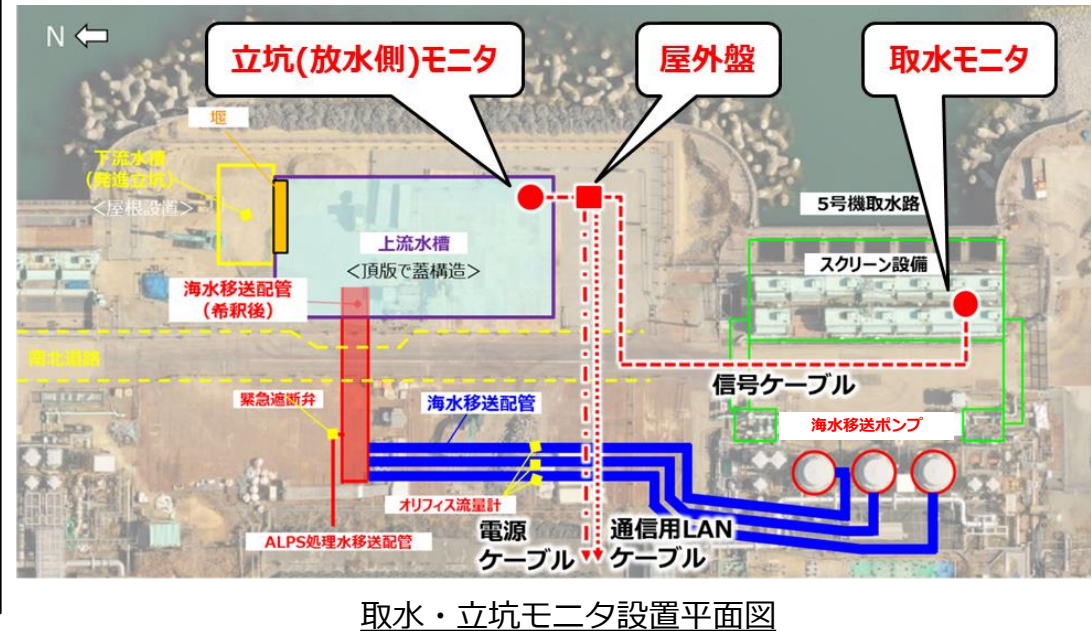 N
立坑(放水側)モニタ
屋外盤
取水モニタ
堰
下流水槽
(発進立坑)
＜屋根設置＞
5号機取水路
上流水槽
＜頂版で蓋構造＞
スクリーン設備
海水移送配管
(希釈後)
南北道路
信号ケーブル
緊急遮断弁
海水移送配管
海水移送ポンプ
オリフィス流量計
電源
ケーブル
通信用LAN
ケーブル
ALPS処理水移送配管
取水・立坑モニタ設置平面図